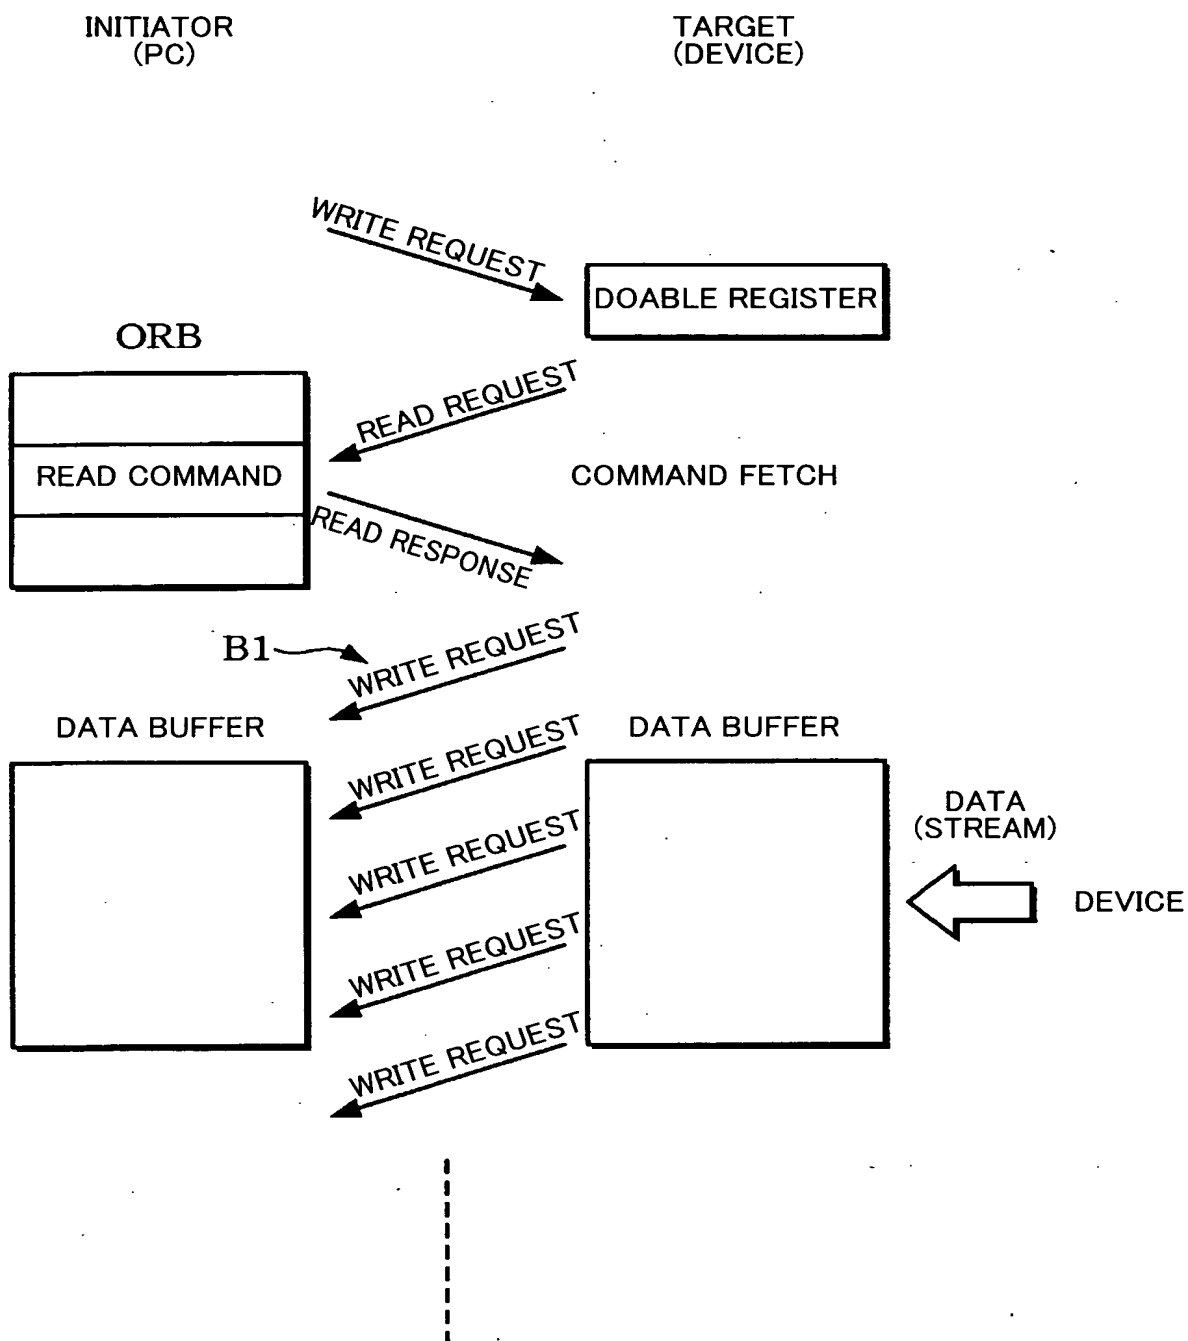 INITIATOR
(PC)
TARGET
(DEVICE)
WRITE REQUEST
DOABLE REGISTER
ORB
READ REQUEST
READ COMMAND
COMMAND FETCH
READ RESPONSE
B1
WRITE REQUEST
DATA BUFFER
DATA BUFFER
WRITE REQUEST
DATA
(STREAM)
WRITE REQUEST
DEVICE
WRITE REQUEST
WRITE REQUEST